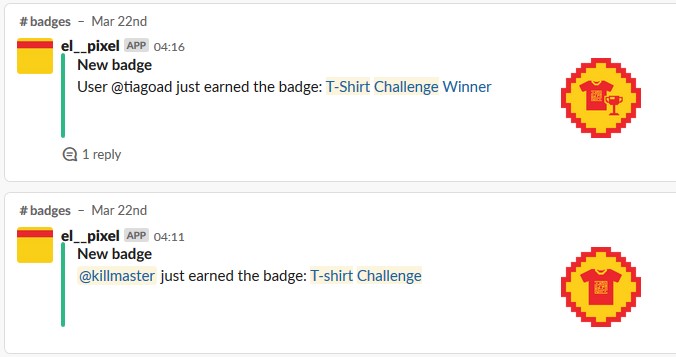 # badges – Mar 22nd
el__pixel APP 04:16
New badge
User @tiagoad just earned the badge: T-Shirt Challenge Winner
1 reply
# badges – Mar 22nd
el__pixel APP 04:11
New badge
@killmaster just earned the badge: T-shirt Challenge